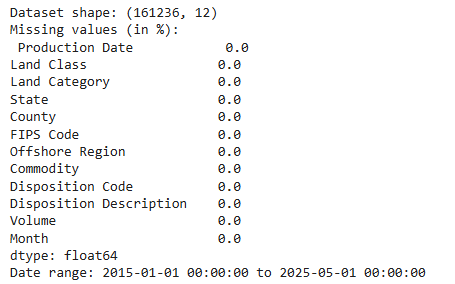 Dataset shape: (161236, 12)
Missing values (in %):
 Production Date            0.0
Land Class                 0.0
Land Category              0.0
State                      0.0
County                     0.0
FIPS Code                  0.0
Offshore Region            0.0
Commodity                  0.0
Disposition Code           0.0
Disposition Description    0.0
Volume                     0.0
Month                      0.0
dtype: float64
Date range: 2015-01-01 00:00:00 to 2025-05-01 00:00:00